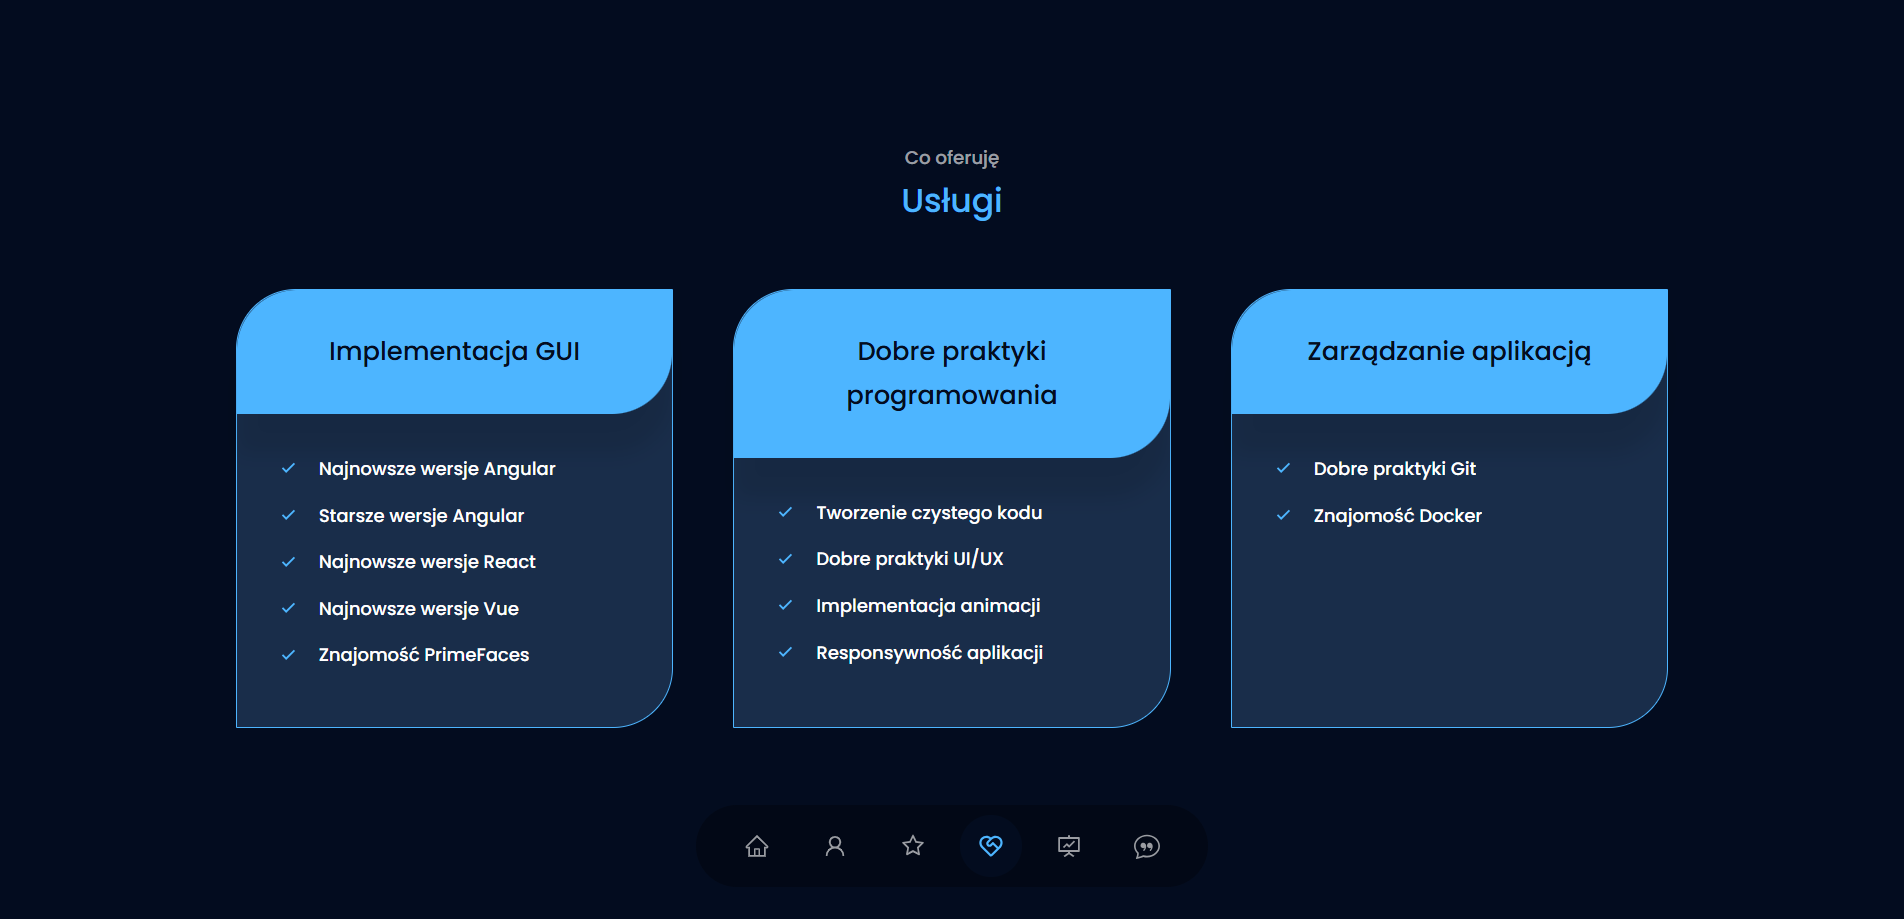 Co oferuję
Usługi
Implementacja GUI
Najnowsze wersje Angular
Starsze wersje Angular
Najnowsze wersje React
Najnowsze wersje Vue
Znajomość PrimeFaces
Dobre praktyki
programowania
Tworzenie czystego kodu
Dobre praktyki UI/UX
Implementacja animacji
Responsywność aplikacji
Zarządzanie aplikacją
Dobre praktyki Git
Znajomość Docker